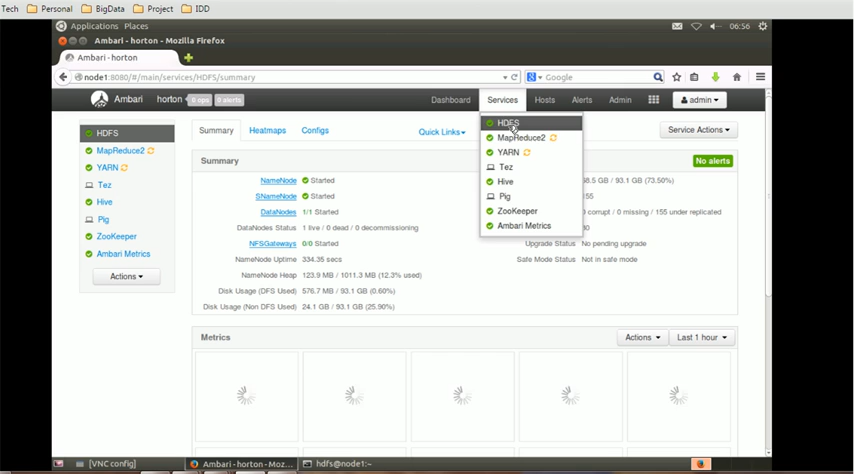 Tech Personal BigData Project IDD
Applications Places 06:56
Ambari - horton - Mozilla Firefox
Ambari - horton
node1:8080/#/main/services/HDFS/summary Google
Ambari horton 0 ops 0 alerts Dashboard Services Hosts Alerts Admin admin
HDFS
MapReduce2
YARN
Tez
Hive
Pig
ZooKeeper
Ambari Metrics
Actions
Summary Heatmaps Configs Quick Links Service Actions
HDFS
MapReduce2
YARN
Tez
Hive
Pig
ZooKeeper
Ambari Metrics
Summary No alerts
NameNode Started
SNameNode Started
DataNodes 1/1 Started
DataNodes Status 1 live / 0 dead / 0 decommissioning
NFSGateways 0/0 Started
NameNode Uptime 334.35 secs
NameNode Heap 123.9 MB / 1011.3 MB (12.3% used)
Disk Usage (DFS Used) 576.7 MB / 93.1 GB (0.60%)
Disk Usage (Non DFS Used) 24.1 GB / 93.1 GB (25.90%)
8.5 GB / 93.1 GB (73.50%)
155
corrupt / 0 missing / 155 under replicated
Upgrade Status No pending upgrade
Safe Mode Status Not in safe mode
Metrics Actions Last 1 hour
[VNC config] Ambari - horton - Moz... hdfs@node1:~